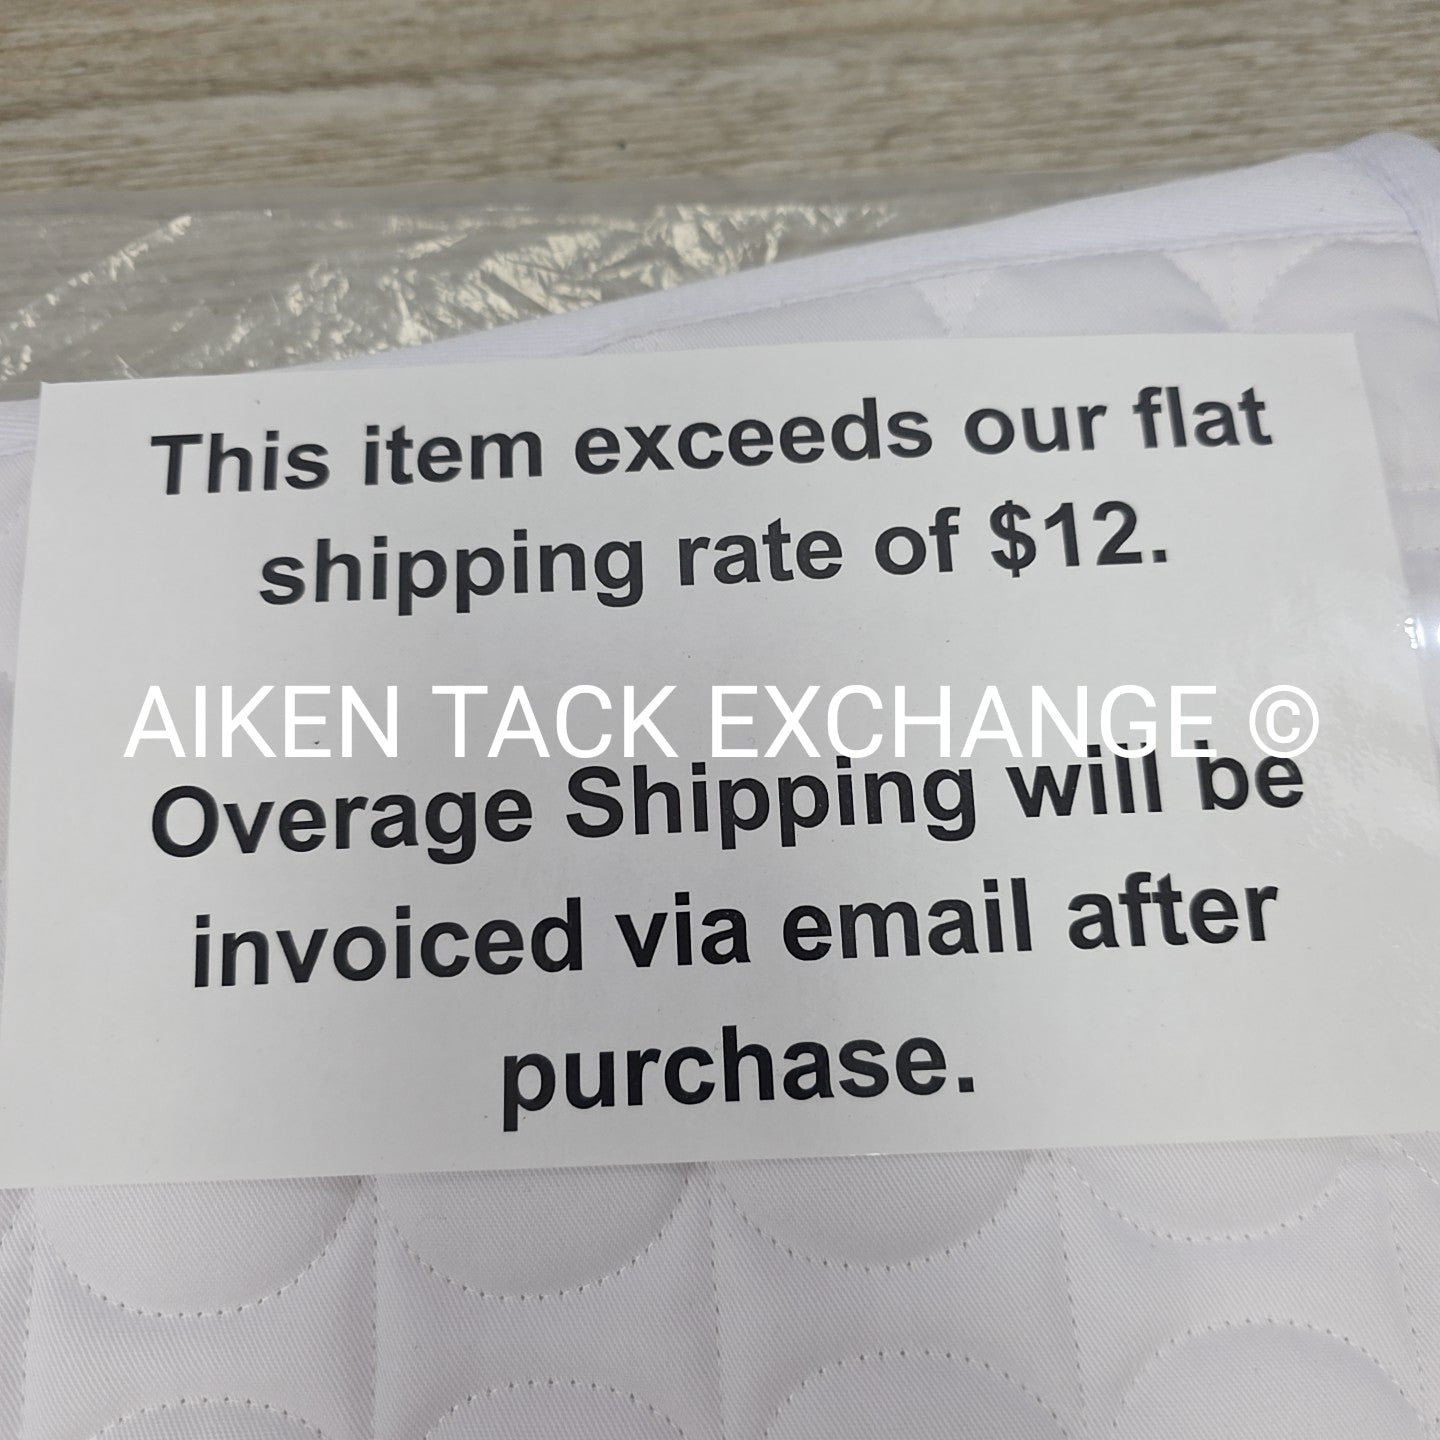 This item exceeds our flat
shipping rate of $12.
AIKEN TACK EXCHANGE ©
Overage Shipping will be
invoiced via email after
purchase.